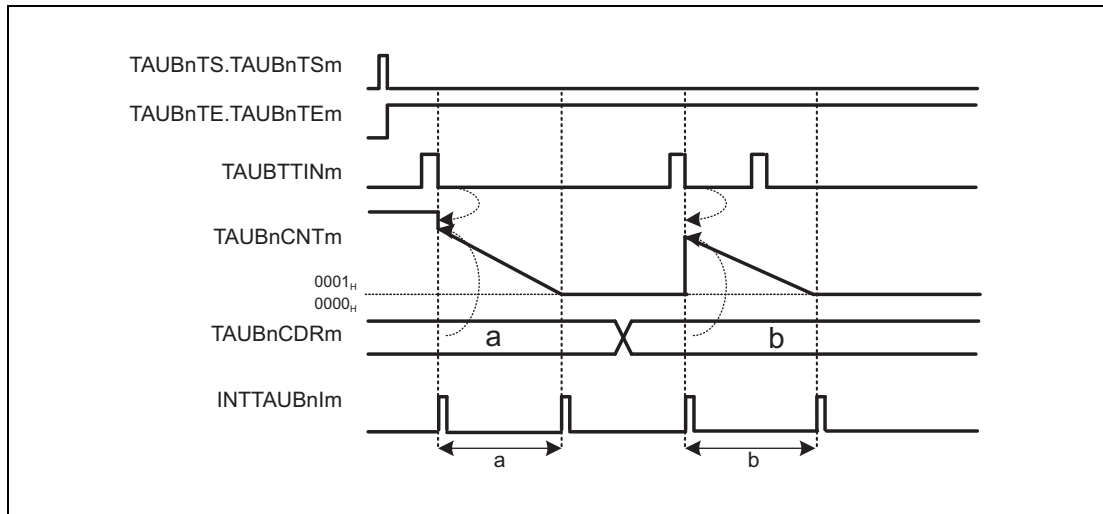 TAUBnTS.TAUBnTSm
TAUBnTE.TAUBnTEm
TAUBTTINm
TAUBnCNTm
0001H
0000H
TAUBnCDRm
a
b
INTTAUBnIm
a
b